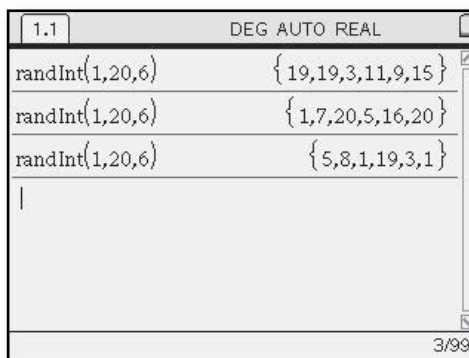 1.1 DEG AUTO REAL
randInt(1,20,6) {19,19,3,11,9,15}
randInt(1,20,6) {1,7,20,5,16,20}
randInt(1,20,6) {5,8,1,19,3,1}
3/99